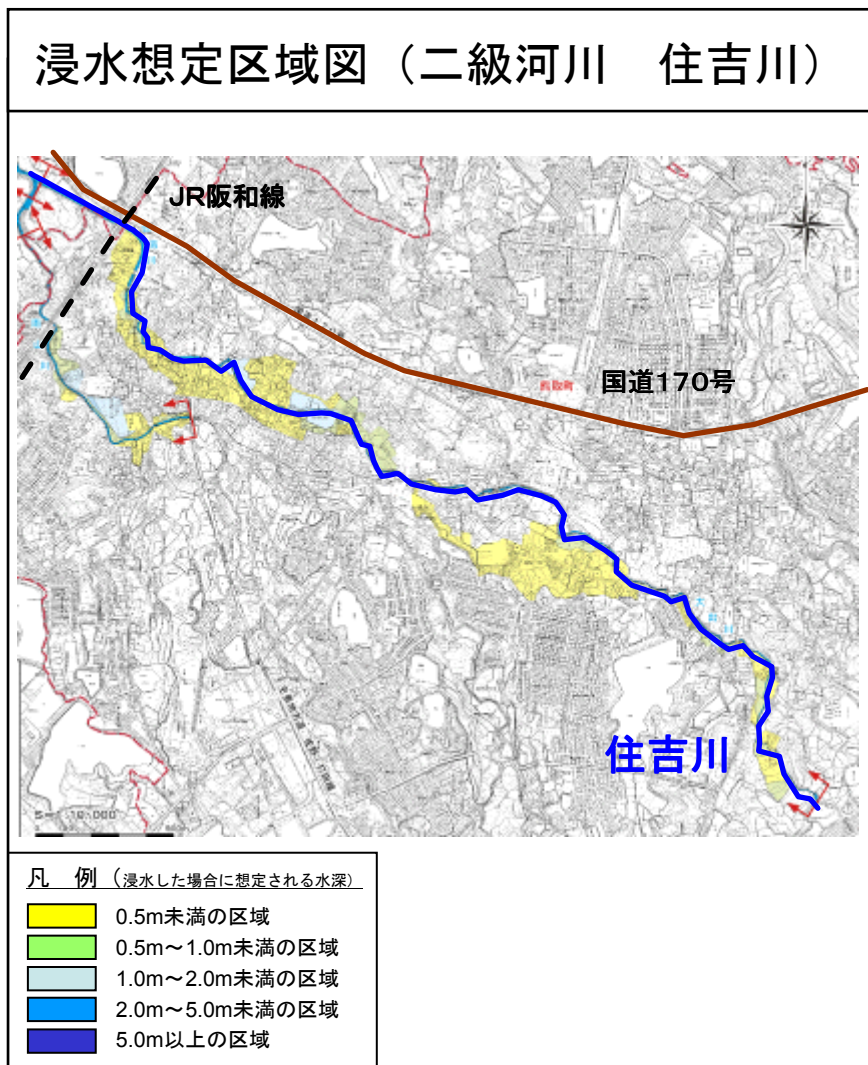 浸水想定区域図（二級河川　住吉川）
JR阪和線
国道170号
熊取町
住吉川
凡　例（浸水した場合に想定される水深）
0.5m未満の区域
0.5m～1.0m未満の区域
1.0m～2.0m未満の区域
2.0m～5.0m未満の区域
5.0m以上の区域